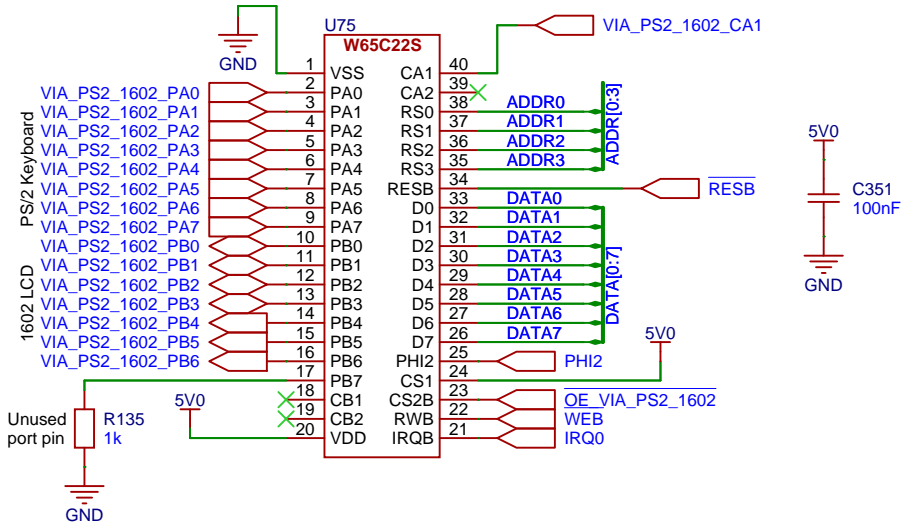 U75
W65C22S
VIA_PS2_1602_CA1
GND
1 VSS CA1 40
VIA_PS2_1602_PA0 2 PA0 CA2 39
VIA_PS2_1602_PA1 3 PA1 RS0 38 ADDR0
VIA_PS2_1602_PA2 4 PA2 RS1 37 ADDR1
VIA_PS2_1602_PA3 5 PA3 RS2 36 ADDR2
VIA_PS2_1602_PA4 6 PA4 RS3 35 ADDR3
VIA_PS2_1602_PA5 7 PA5 RESB 34 RESB
VIA_PS2_1602_PA6 8 PA6 D0 33 DATA0
VIA_PS2_1602_PA7 9 PA7 D1 32 DATA1
VIA_PS2_1602_PB0 10 PB0 D2 31 DATA2
VIA_PS2_1602_PB1 11 PB1 D3 30 DATA3
VIA_PS2_1602_PB2 12 PB2 D4 29 DATA4
VIA_PS2_1602_PB3 13 PB3 D5 28 DATA5
VIA_PS2_1602_PB4 14 PB4 D6 27 DATA6
VIA_PS2_1602_PB5 15 PB5 D7 26 DATA7
VIA_PS2_1602_PB6 16 PB6 PHI2 25 PHI2
17 PB7 CS1 24
18 CB1 CS2B 23 OE_VIA_PS2_1602
19 CB2 RWB 22 WEB
20 VDD IRQB 21 IRQ0
PS/2 Keyboard
1602 LCD
ADDR[0:3]
DATA[0:7]
5V0
5V0
Unused
port pin
R135
1k
GND
5V0
C351
100nF
GND